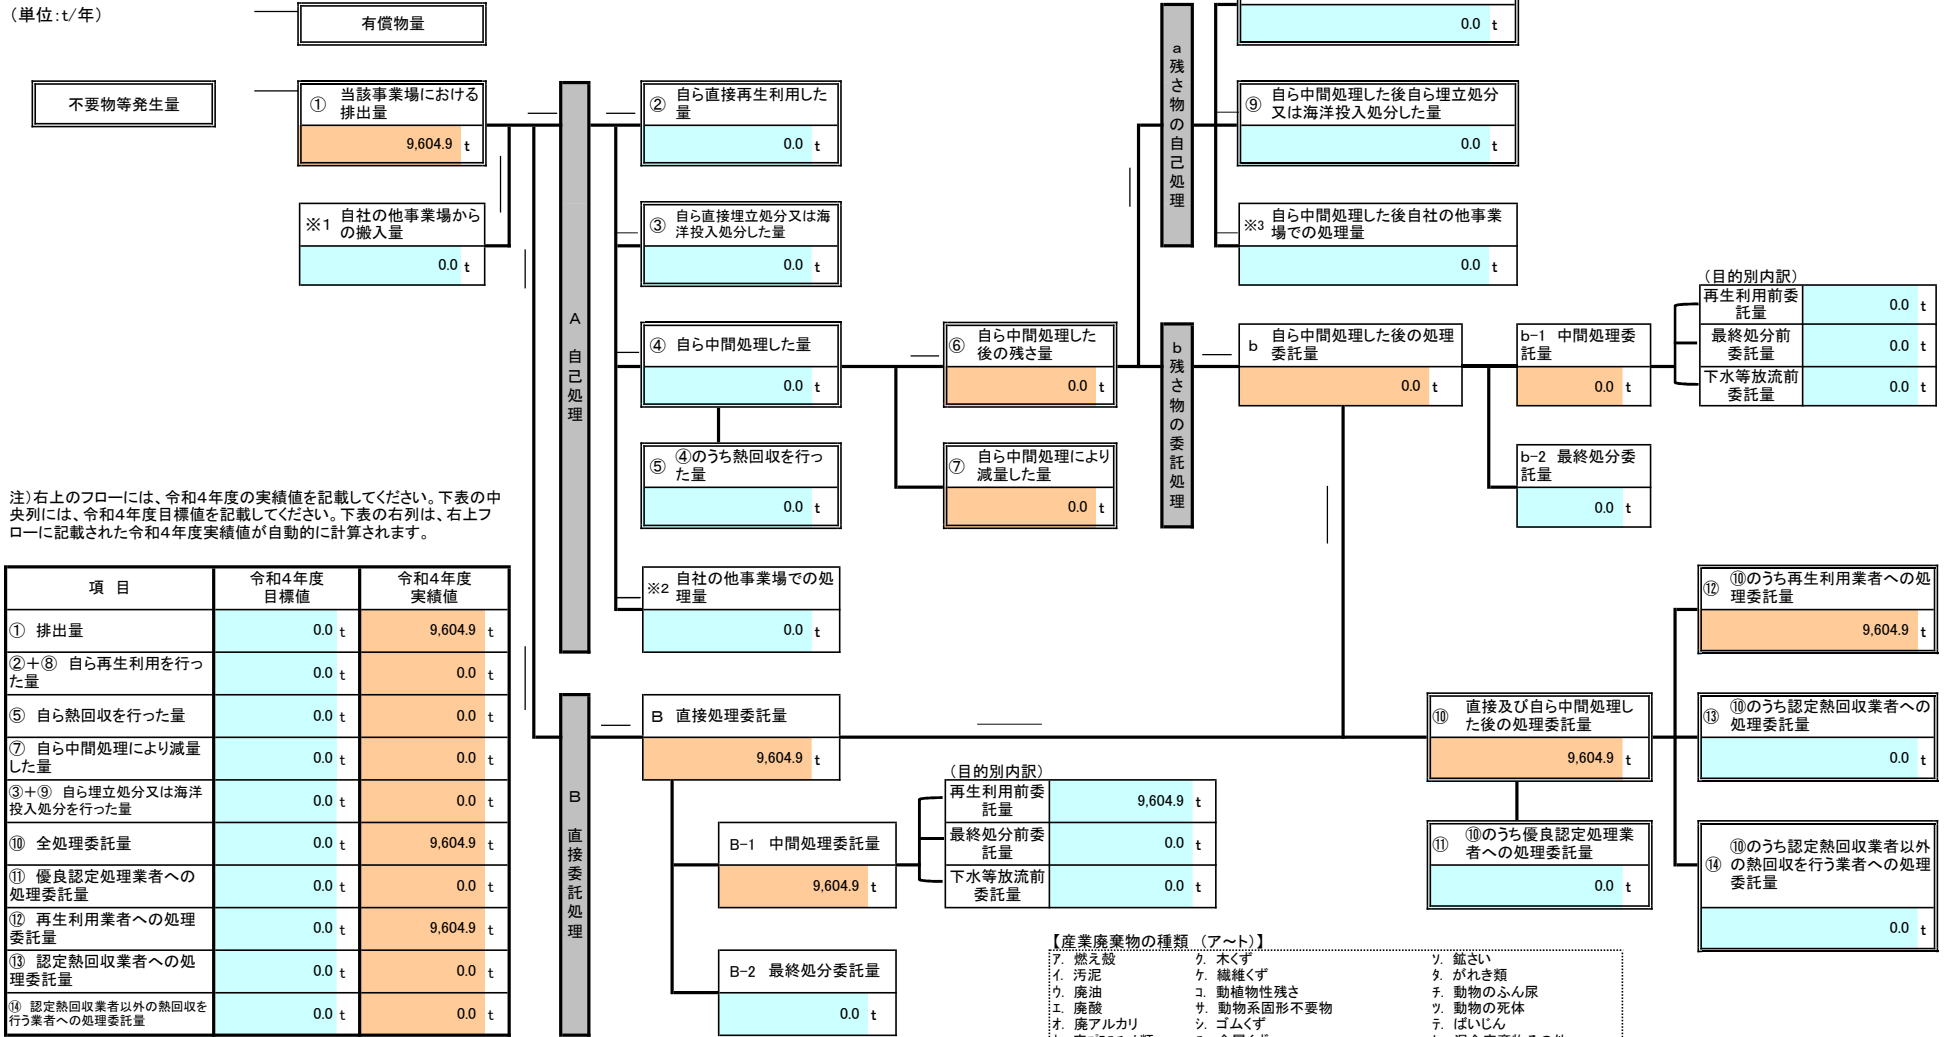 (単位:t/年)
有償物量
0.0 t
不要物等発生量
① 当該事業場における
排出量
9,604.9 t
※1 自社の他事業場から
の搬入量
0.0 t
A 自己処理
② 自ら直接再生利用した
量
0.0 t
③ 自ら直接埋立処分又は海
洋投入処分した量
0.0 t
④ 自ら中間処理した量
0.0 t
⑤ ④のうち熱回収を行っ
た量
0.0 t
※2 自社の他事業場での処
理量
0.0 t
⑥ 自ら中間処理した
後の残さ量
0.0 t
⑦ 自ら中間処理により
減量した量
0.0 t
a 残さ物の自己処理
⑨ 自ら中間処理した後自ら埋立処分
又は海洋投入処分した量
0.0 t
※3 自ら中間処理した後自社の他事業
場での処理量
0.0 t
b 残さ物の委託処理
b 自ら中間処理した後の処理
委託量
0.0 t
b-1 中間処理委
託量
0.0 t
b-2 最終処分委
託量
0.0 t
(目的別内訳)
再生利用前委
託量
0.0 t
最終処分前
委託量
0.0 t
下水等放流前
委託量
0.0 t
注)右上のフローには、令和4年度の実績値を記載してください。下表の中
央列には、令和4年度目標値を記載してください。下表の右列は、右上フ
ローに記載された令和4年度実績値が自動的に計算されます。
項 目 令和4年度 令和4年度
目標値 実績値
① 排出量 0.0 t 9,604.9 t
②+⑧ 自ら再生利用を行っ
た量 0.0 t 0.0 t
⑤ 自ら熱回収を行った量 0.0 t 0.0 t
⑦ 自ら中間処理により減量
した量 0.0 t 0.0 t
③+⑨ 自ら埋立処分又は海洋
投入処分を行った量 0.0 t 0.0 t
⑩ 全処理委託量 0.0 t 9,604.9 t
⑪ 優良認定処理業者への
処理委託量 0.0 t 0.0 t
⑫ 再生利用業者への処理
委託量 0.0 t 9,604.9 t
⑬ 認定熱回収業者への処
理委託量 0.0 t 0.0 t
⑭ 認定熱回収業者以外の熱回収を
行う業者への処理委託量 0.0 t 0.0 t
B 直接委託処理
B 直接処理委託量
9,604.9 t
B-1 中間処理委託量
9,604.9 t
B-2 最終処分委託量
0.0 t
(目的別内訳)
再生利用前委
託量
9,604.9 t
最終処分前委
託量
0.0 t
下水等放流前
委託量
0.0 t
⑩ 直接及び自ら中間処理し
た後の処理委託量
9,604.9 t
⑪ ⑩のうち優良認定処理業
者への処理委託量
0.0 t
⑫ ⑩のうち再生利用業者への処
理委託量
9,604.9 t
⑬ ⑩のうち認定熱回収業者への
処理委託量
0.0 t
⑭ ⑩のうち認定熱回収業者以外
の熱回収を行う業者への処理
委託量
0.0 t
【産業廃棄物の種類 (ア~ト)】
ア. 燃え殻 ク. 木くず ソ. 鉱さい
イ. 汚泥 ケ. 繊維くず タ. がれき類
ウ. 廃油 コ. 動植物性残さ チ. 動物のふん尿
エ. 廃酸 サ. 動物系固形不要物 ツ. 動物の死体
オ. 廃アルカリ シ. ゴムくず テ. ばいじん